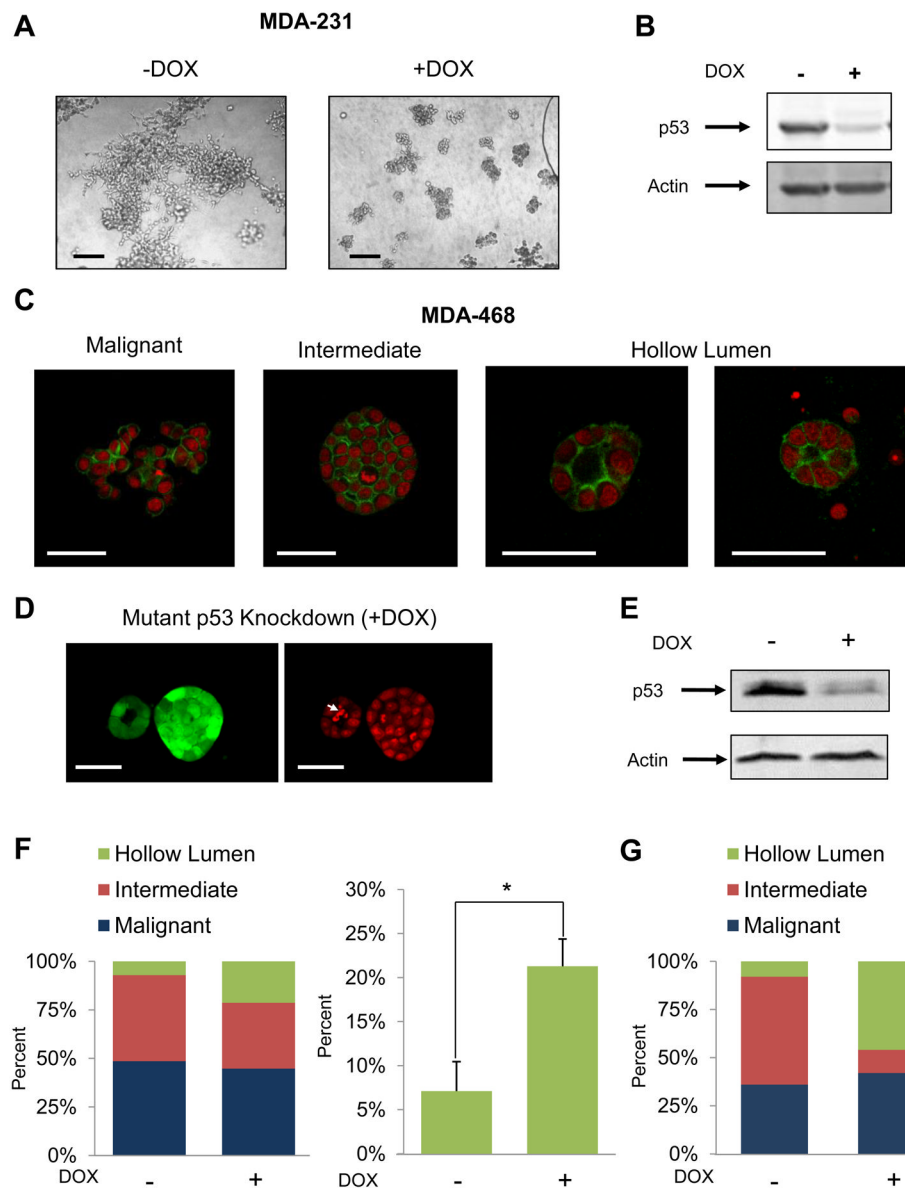 A
MDA-231
-DOX
+DOX
B
DOX - +
p53
Actin
C
MDA-468
Malignant
Intermediate
Hollow Lumen
D
Mutant p53 Knockdown (+DOX)
E
DOX - +
p53
Actin
F
Hollow Lumen
Intermediate
Malignant
Percent
100%
75%
50%
25%
0%
DOX - +
Percent
30%
25%
20%
15%
10%
5%
0%
*
DOX - +
G
Hollow Lumen
Intermediate
Malignant
Percent
100%
75%
50%
25%
0%
DOX - +